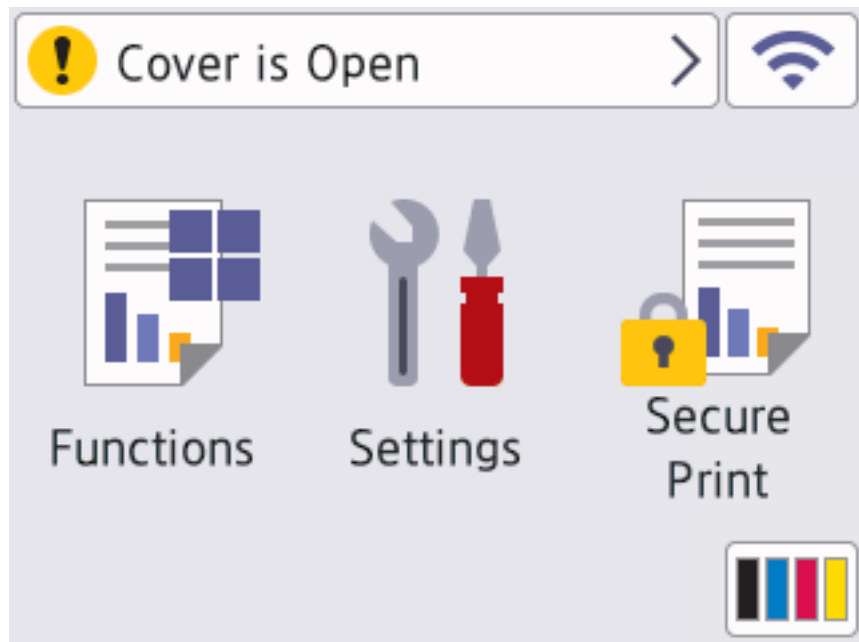 Cover is Open
Functions
Settings
Secure
Print